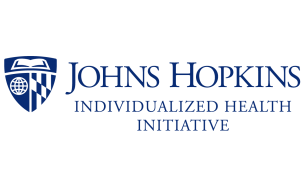 JOHNS HOPKINS
INDIVIDUALIZED HEALTH
INITIATIVE